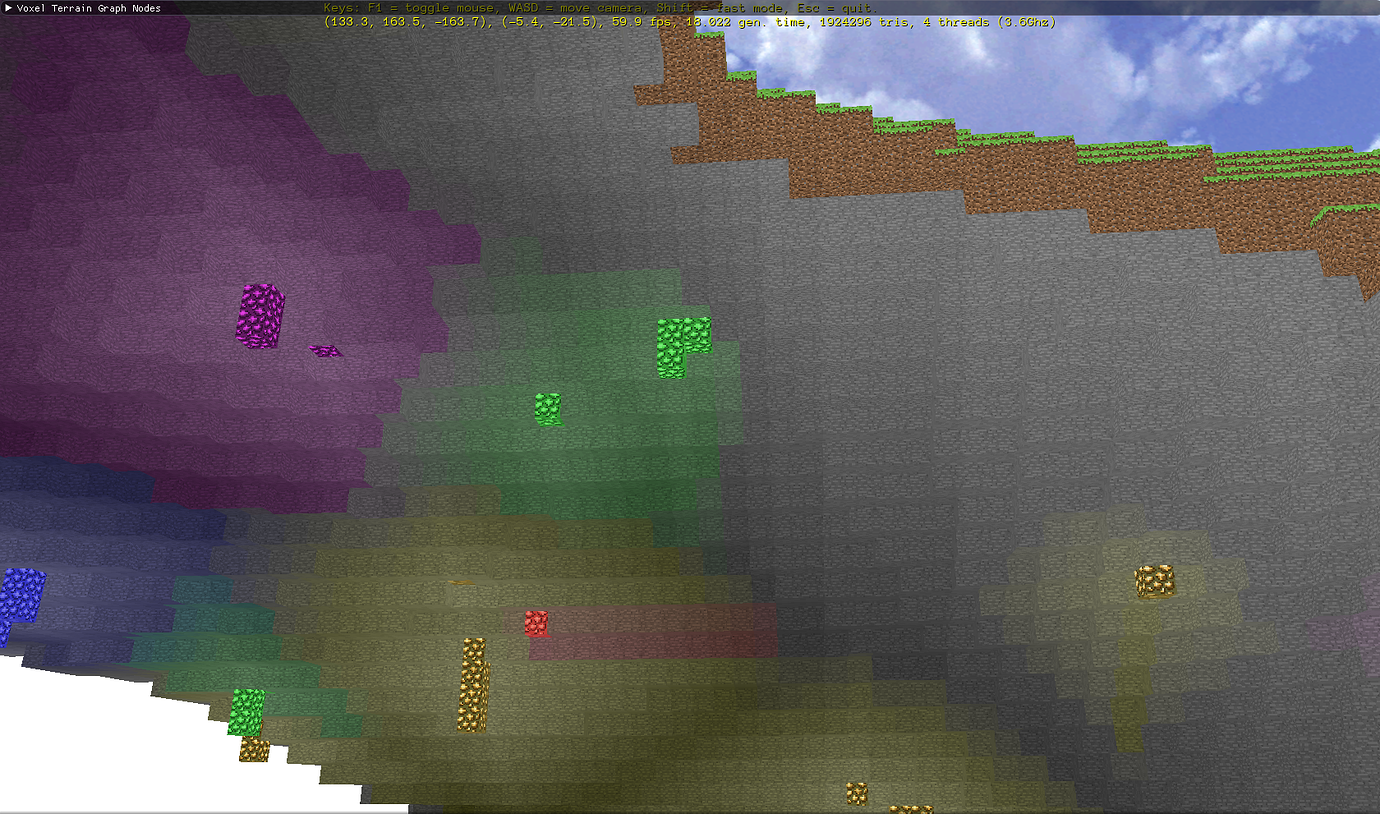 Voxel Terrain Graph Nodes
Keys: F1 = toggle mouse, WASD = move camera, Shift = fast mode, Esc = quit.
(133.3, 163.5, -163.7), (-5.4, -21.5), 59.9 fps, 18.022 gen. time, 1924296 tris, 4 threads (3.6Ghz)